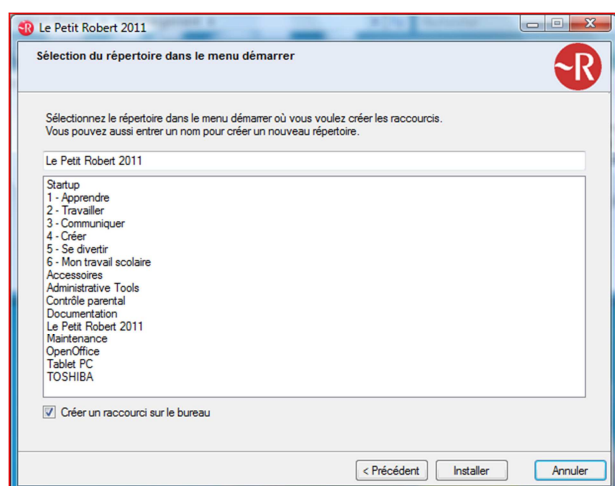 Le Petit Robert 2011
Sélection du répertoire dans le menu démarrer
~R
Sélectionnez le répertoire dans le menu démarrer où vous voulez créer les raccourcis.
Vous pouvez aussi entrer un nom pour créer un nouveau répertoire.
Le Petit Robert 2011
Startup
1 - Apprendre
2 - Travailler
3 - Communiquer
4 - Créer
5 - Se divertir
6 - Mon travail scolaire
Accessoires
Administrative Tools
Contrôle parental
Documentation
Le Petit Robert 2011
Maintenance
OpenOffice
Tablet PC
TOSHIBA
Créer un raccourci sur le bureau
< Précédent Installer Annuler